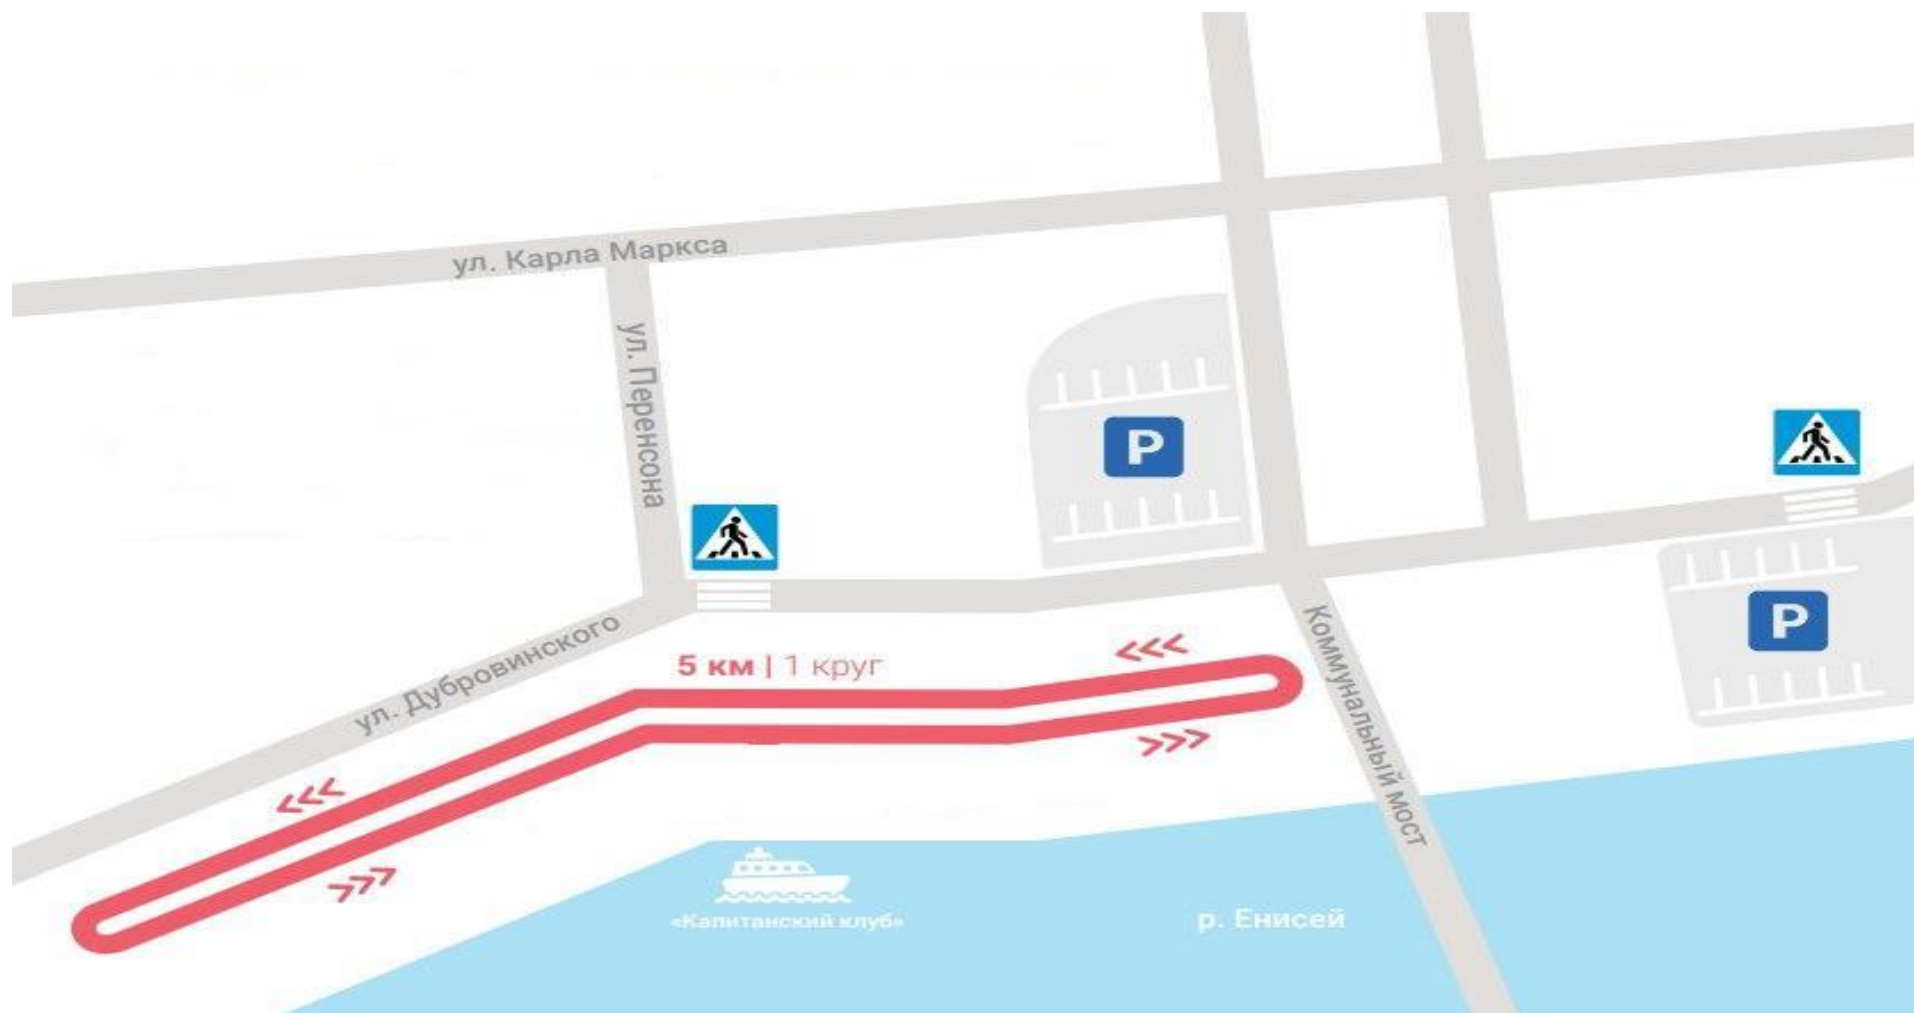 ул. Карла Маркса
ул. Перенсона
P
P
ул. Дубровинского
5 км | 1 круг
<<<
Коммунальный мост
>>>
<<<
>>>
«Капитанский клуб»
р. Енисей